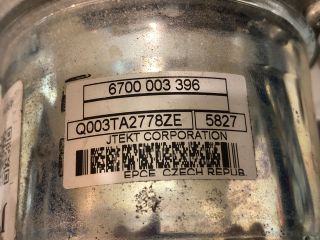 6700 003 396
Q003TA2778ZE 5827
JTEKT CORPORATION
EPCE, CZECH REPUB